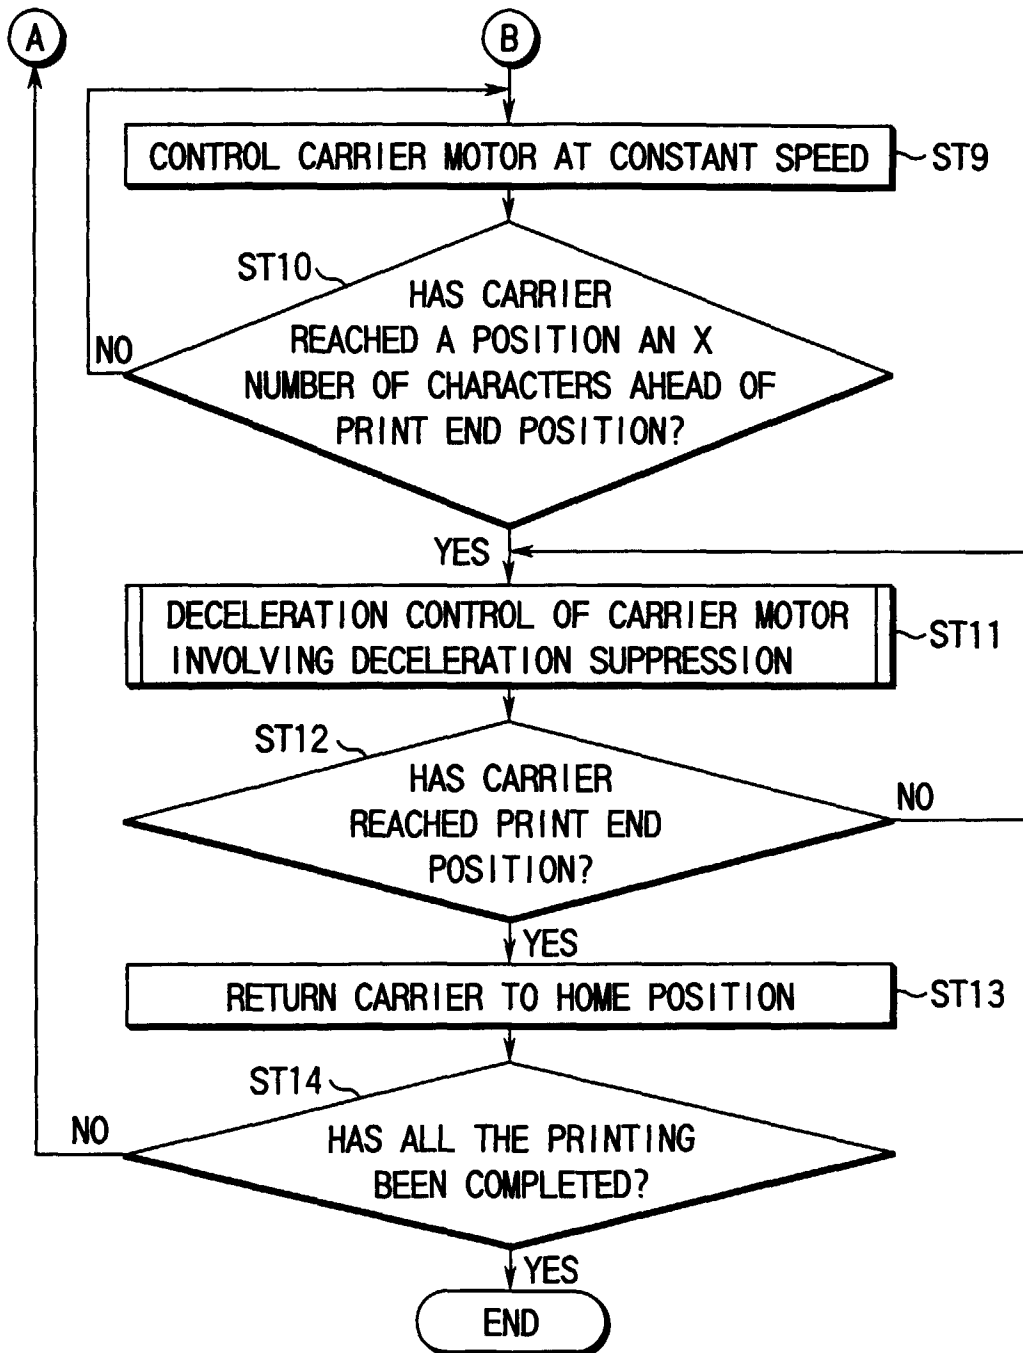 A
B
CONTROL CARRIER MOTOR AT CONSTANT SPEED
ST9
ST10
HAS CARRIER
REACHED A POSITION AN X
NUMBER OF CHARACTERS AHEAD OF
PRINT END POSITION?
NO
YES
DECELERATION CONTROL OF CARRIER MOTOR
INVOLVING DECELERATION SUPPRESSION
ST11
ST12
HAS CARRIER
REACHED PRINT END
POSITION?
NO
YES
RETURN CARRIER TO HOME POSITION
ST13
ST14
HAS ALL THE PRINTING
BEEN COMPLETED?
NO
YES
END